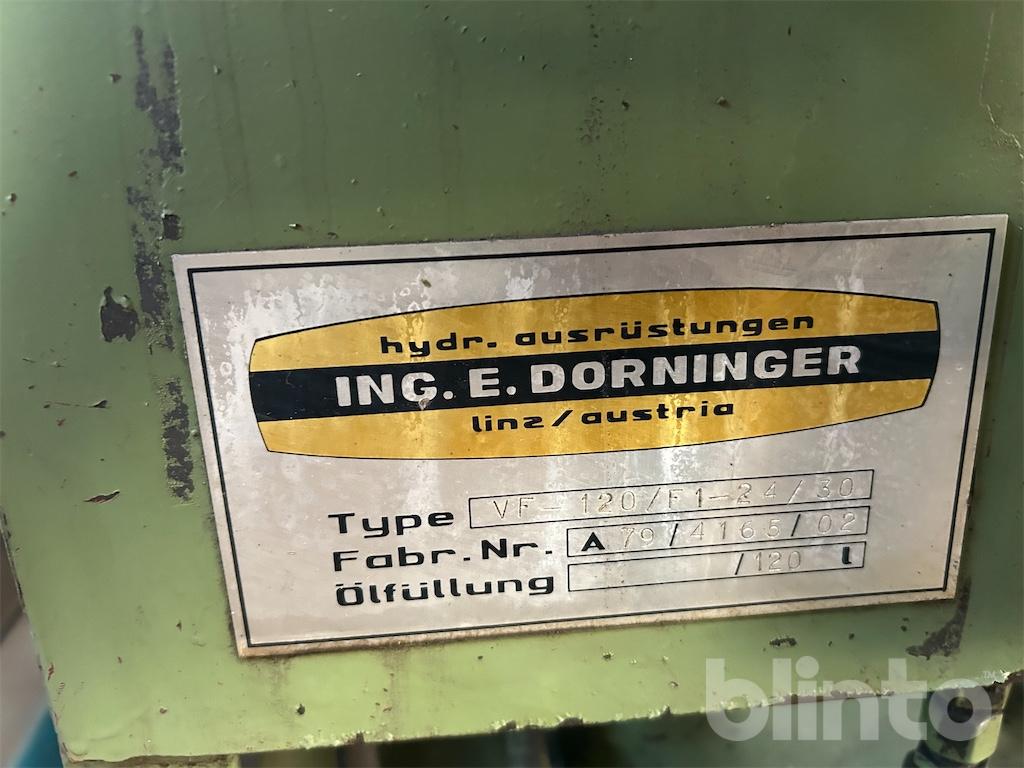 hydr. ausrüstungen
ING. E. DORNINGER
linz/austria
Type VF-120/F1-24/30
Fabr.Nr. A 79/4165/02
Ölfüllung /120 l
blinto™